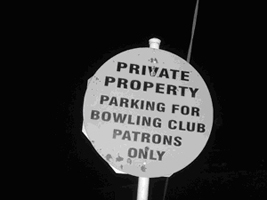 PRIVATE
PROPERTY
PARKING FOR
BOWLING CLUB
PATRONS
ONLY